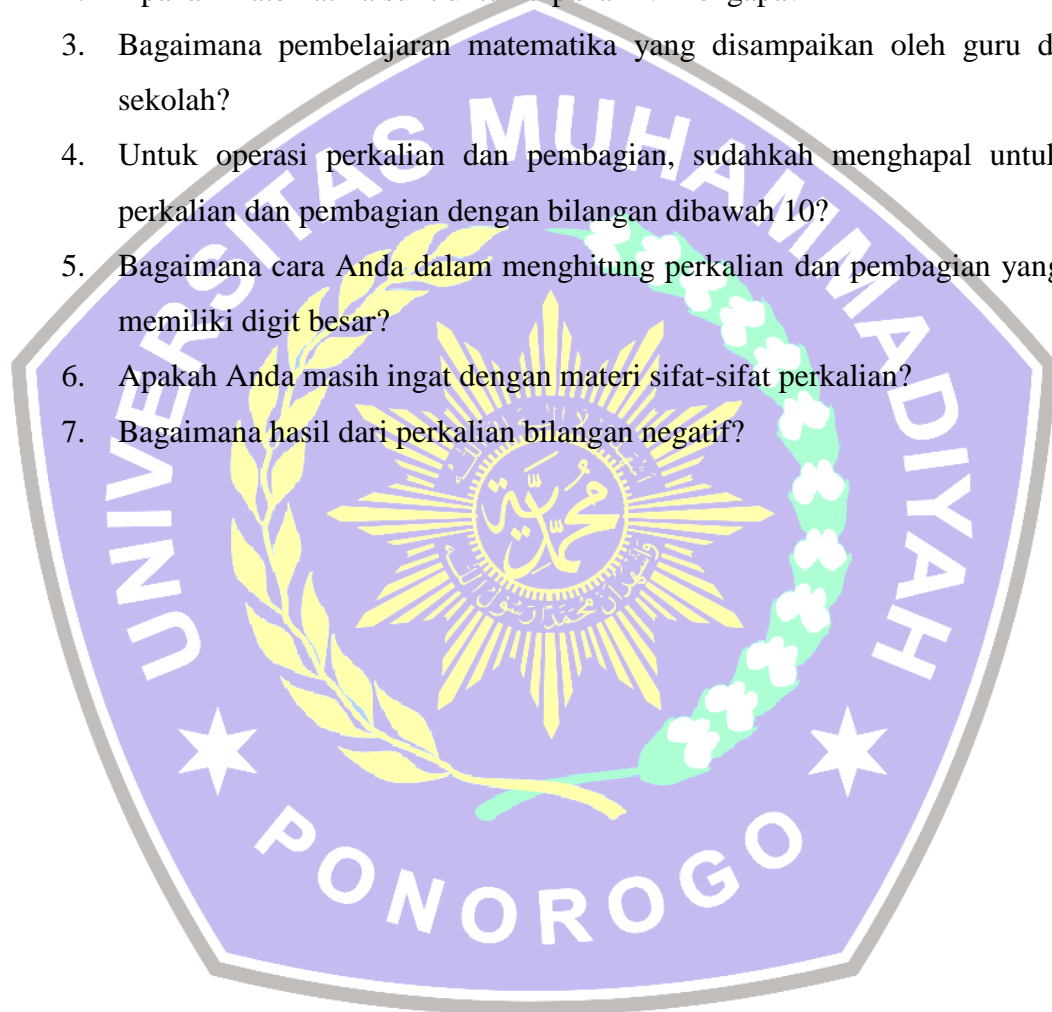 3. Bagaimana pembelajaran matematika yang disampaikan oleh guru d
sekolah?
4. Untuk operasi perkalian dan pembagian, sudahkah menghapal untuk
perkalian dan pembagian dengan bilangan dibawah 10?
5. Bagaimana cara Anda dalam menghitung perkalian dan pembagian yang
memiliki digit besar?
6. Apakah Anda masih ingat dengan materi sifat-sifat perkalian?
7. Bagaimana hasil dari perkalian bilangan negatif?
UNIVERSITAS MUHAMMADIYAH
محمدية
PONOROGO